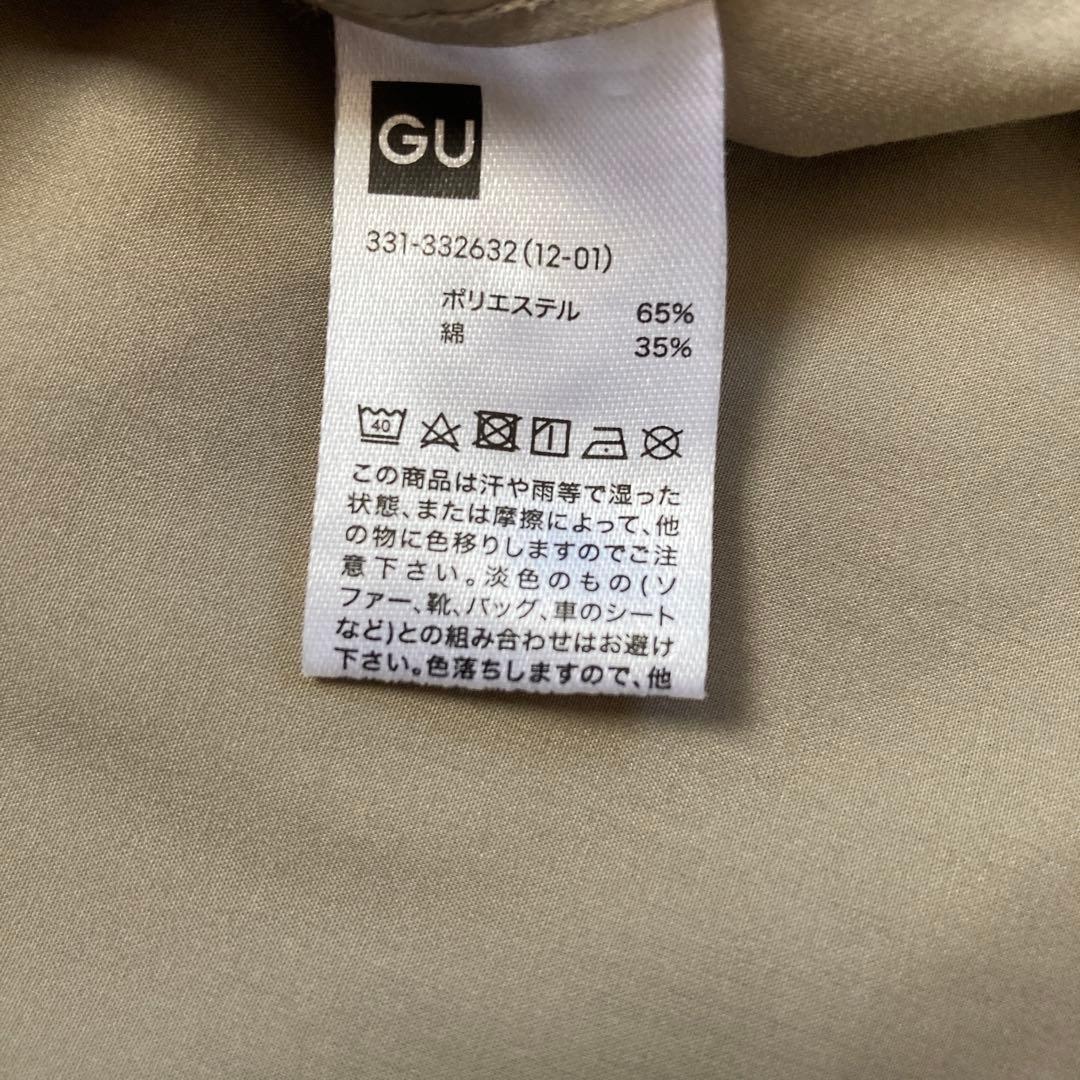 GU
331-332632(12-01)
ポリエステル 65%
綿 35%
40
この商品は汗や雨等で湿った
状態、または摩擦によって、他
の物に色移りしますのでご注
意下さい。淡色のもの(ソ
ファー、靴、バッグ、車のシート
など)との組み合わせはお避け
下さい。色落ちしますので、他